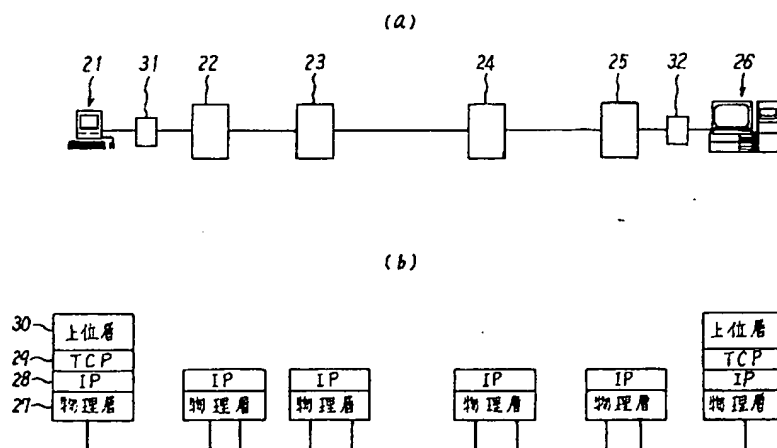 (a)
21 31 22 23 24 25 32 26
(b)
30 上位層 上位層
29 TCP TCP
28 IP IP IP IP IP IP
27 物理層 物理層 物理層 物理層 物理層 物理層